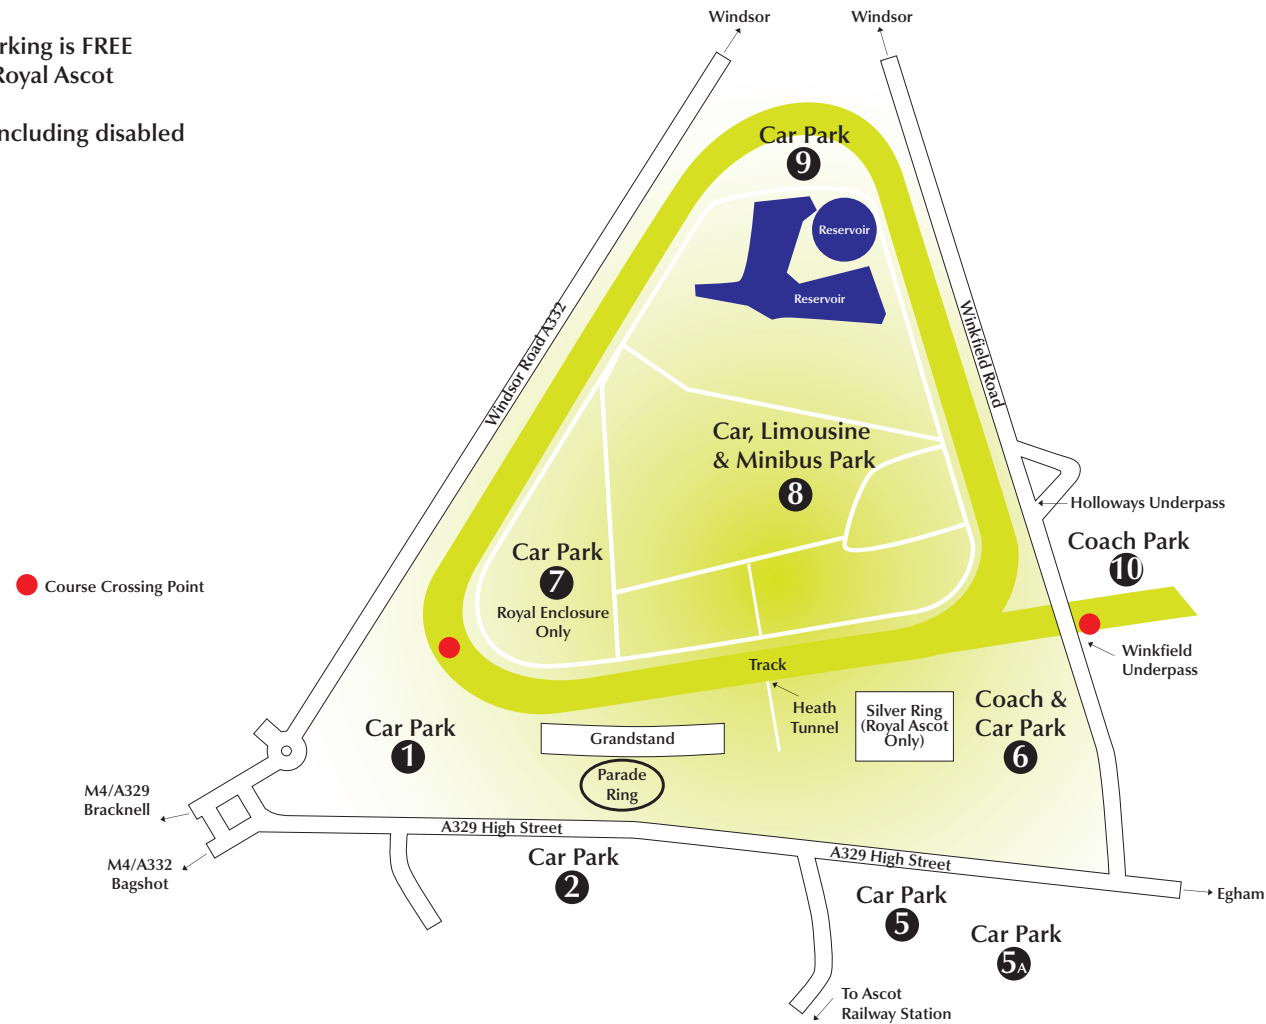 Windsor
Windsor
rking is FREE
Royal Ascot
ncluding disabled
Car Park
9
Reservoir
Reservoir
Windsor Road A332
Winkfield Road
Car, Limousine
& Minibus Park
8
Holloways Underpass
Coach Park
10
Car Park
7
Royal Enclosure
Only
Course Crossing Point
Winkfield
Underpass
Track
Heath
Tunnel
Silver Ring
(Royal Ascot
Only)
Coach &
Car Park
6
Car Park
1
Grandstand
Parade
Ring
M4/A329
Bracknell
A329 High Street
M4/A332
Bagshot
Car Park
2
A329 High Street
Car Park
5
Egham
Car Park
5A
To Ascot
Railway Station